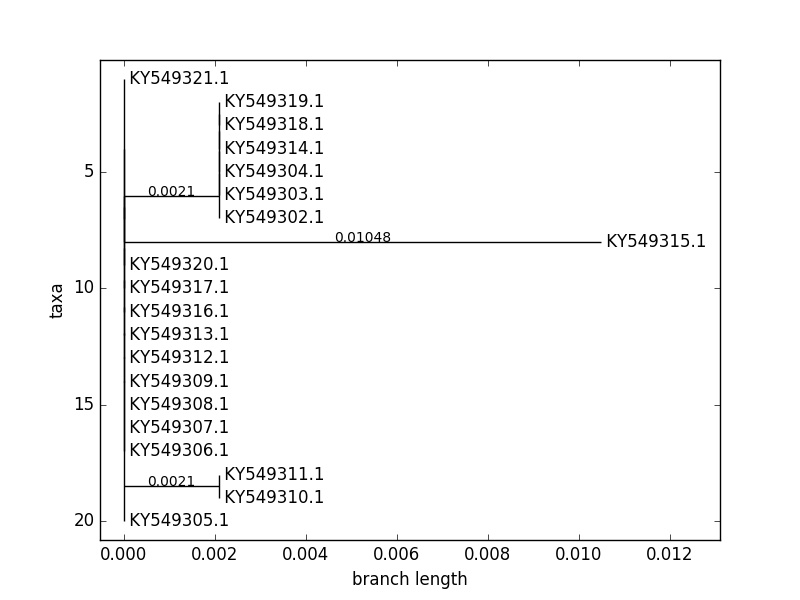 KY549321.1
KY549319.1
KY549318.1
KY549314.1
5
KY549304.1
0.0021
KY549303.1
KY549302.1
0.01048
KY549315.1
KY549320.1
10
KY549317.1
taxa
KY549316.1
KY549313.1
KY549312.1
KY549309.1
15
KY549308.1
KY549307.1
KY549306.1
KY549311.1
0.0021
KY549310.1
20
KY549305.1
0.000 0.002 0.004 0.006 0.008 0.010 0.012
branch length